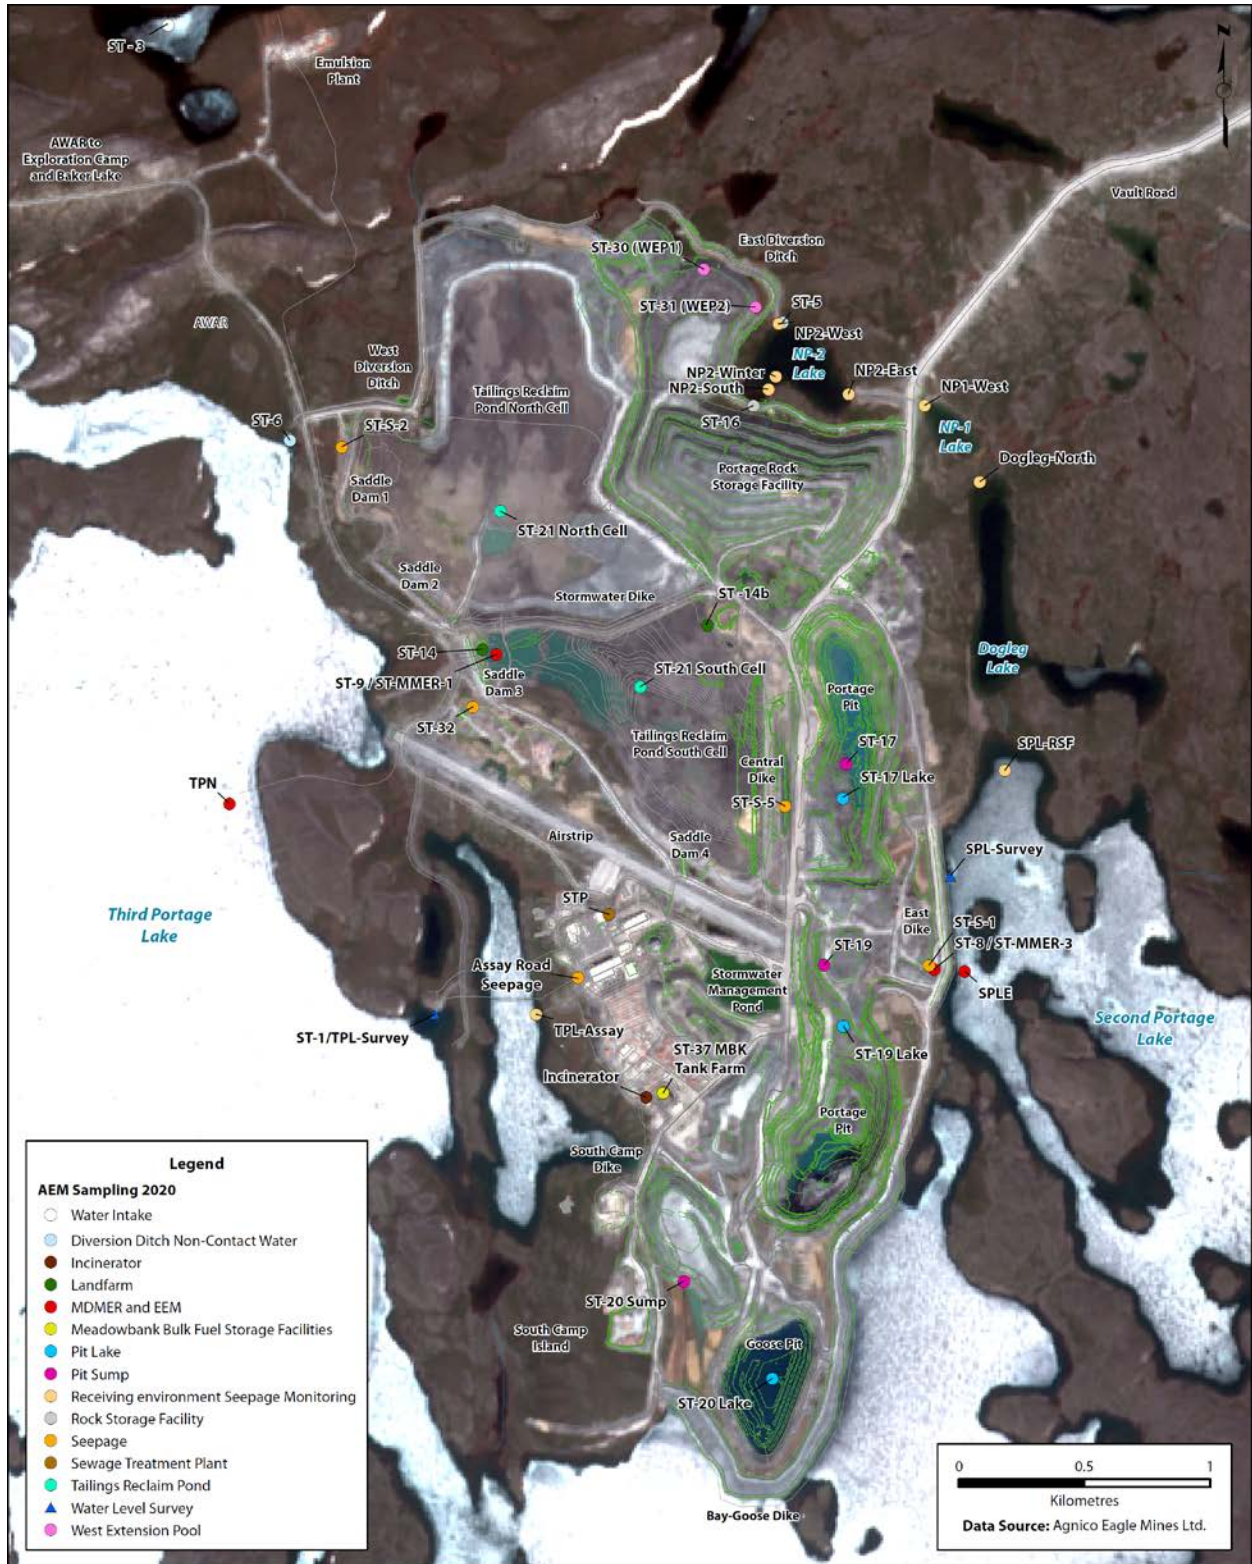 N
ST - 3
Emulsion
Plant
AWAR to
Exploration Camp
and Baker Lake
Vault Road
ST-30 (WEP1)
East Diversion
Ditch
ST-31 (WEP2)
ST-5
NP2-West
NP-2
Lake
AWAR
West
Diversion
Ditch
NP2-Winter
NP2-South
NP2-East
NP1-West
Tailings Reclaim
Pond North Cell
ST-6
ST-S-2
ST-16
NP-1
Lake
Dogleg-North
Portage Rock
Storage Facility
Saddle
Dam 1
ST-21 North Cell
Saddle
Dam 2
Stormwater Dike
ST -14b
ST-14
ST-9 / ST-MMER-1
Saddle
Dam 3
ST-21 South Cell
Dogleg
Lake
Portage
Pit
ST-32
Tailings Reclaim
Pond South Cell
ST-17
SPL-RSF
TPN
Central
Dike
ST-17 Lake
ST-S-5
Airstrip
Saddle
Dam 4
SPL-Survey
Third Portage
Lake
STP
East
Dike
ST-S-1
ST-8 / ST-MMER-3
ST-19
Assay Road
Seepage
Stormwater
Management
Pond
SPLE
Second Portage
Lake
ST-1/TPL-Survey
TPL-Assay
ST-19 Lake
ST-37 MBK
Tank Farm
Incinerator
Portage
Pit
South Camp
Dike
ST-20 Sump
South Camp
Island
Goose Pit
ST-20 Lake
Bay-Goose Dike
Legend
AEM Sampling 2020
Water Intake
Diversion Ditch Non-Contact Water
Incinerator
Landfarm
MDMER and EEM
Meadowbank Bulk Fuel Storage Facilities
Pit Lake
Pit Sump
Receiving environment Seepage Monitoring
Rock Storage Facility
Seepage
Sewage Treatment Plant
Tailings Reclaim Pond
Water Level Survey
West Extension Pool
0 0.5 1
Kilometres
Data Source: Agnico Eagle Mines Ltd.